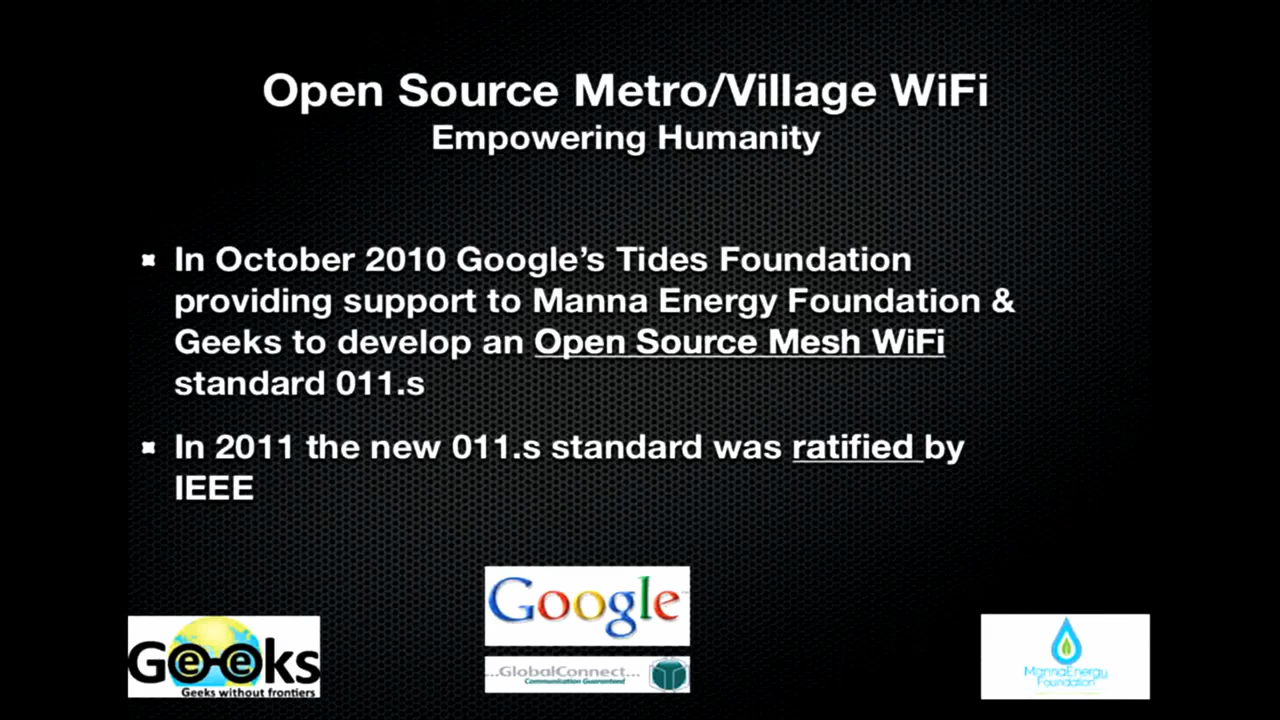 Open Source Metro/Village WiFi
Empowering Humanity
In October 2010 Google's Tides Foundation
providing support to Manna Energy Foundation &
Geeks to develop an Open Source Mesh WiFi
standard 011.s
In 2011 the new 011.s standard was ratified by
IEEE
Geeks
Geeks without frontiers
Google
...GlobalConnect...
Communication Guaranteed
MannaEnergy
Foundation